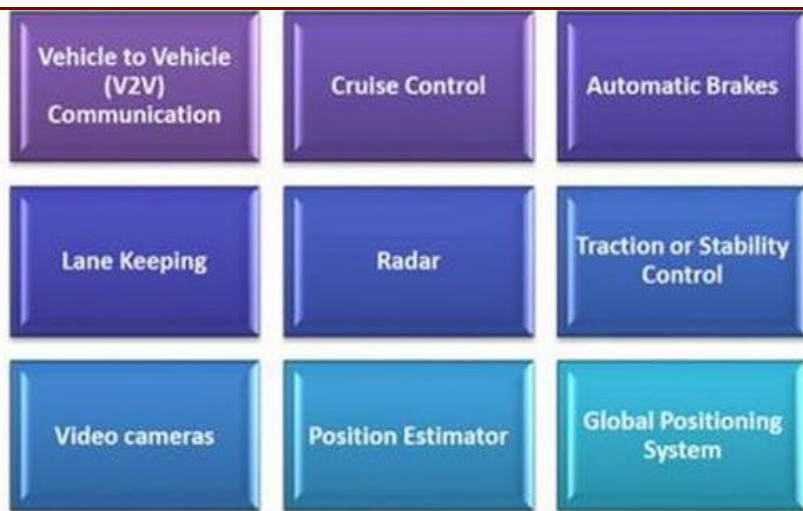 Vehicle to Vehicle
(V2V)
Communication
Cruise Control
Automatic Brakes
Lane Keeping
Radar
Traction or Stability
Control
Video cameras
Position Estimator
Global Positioning
System